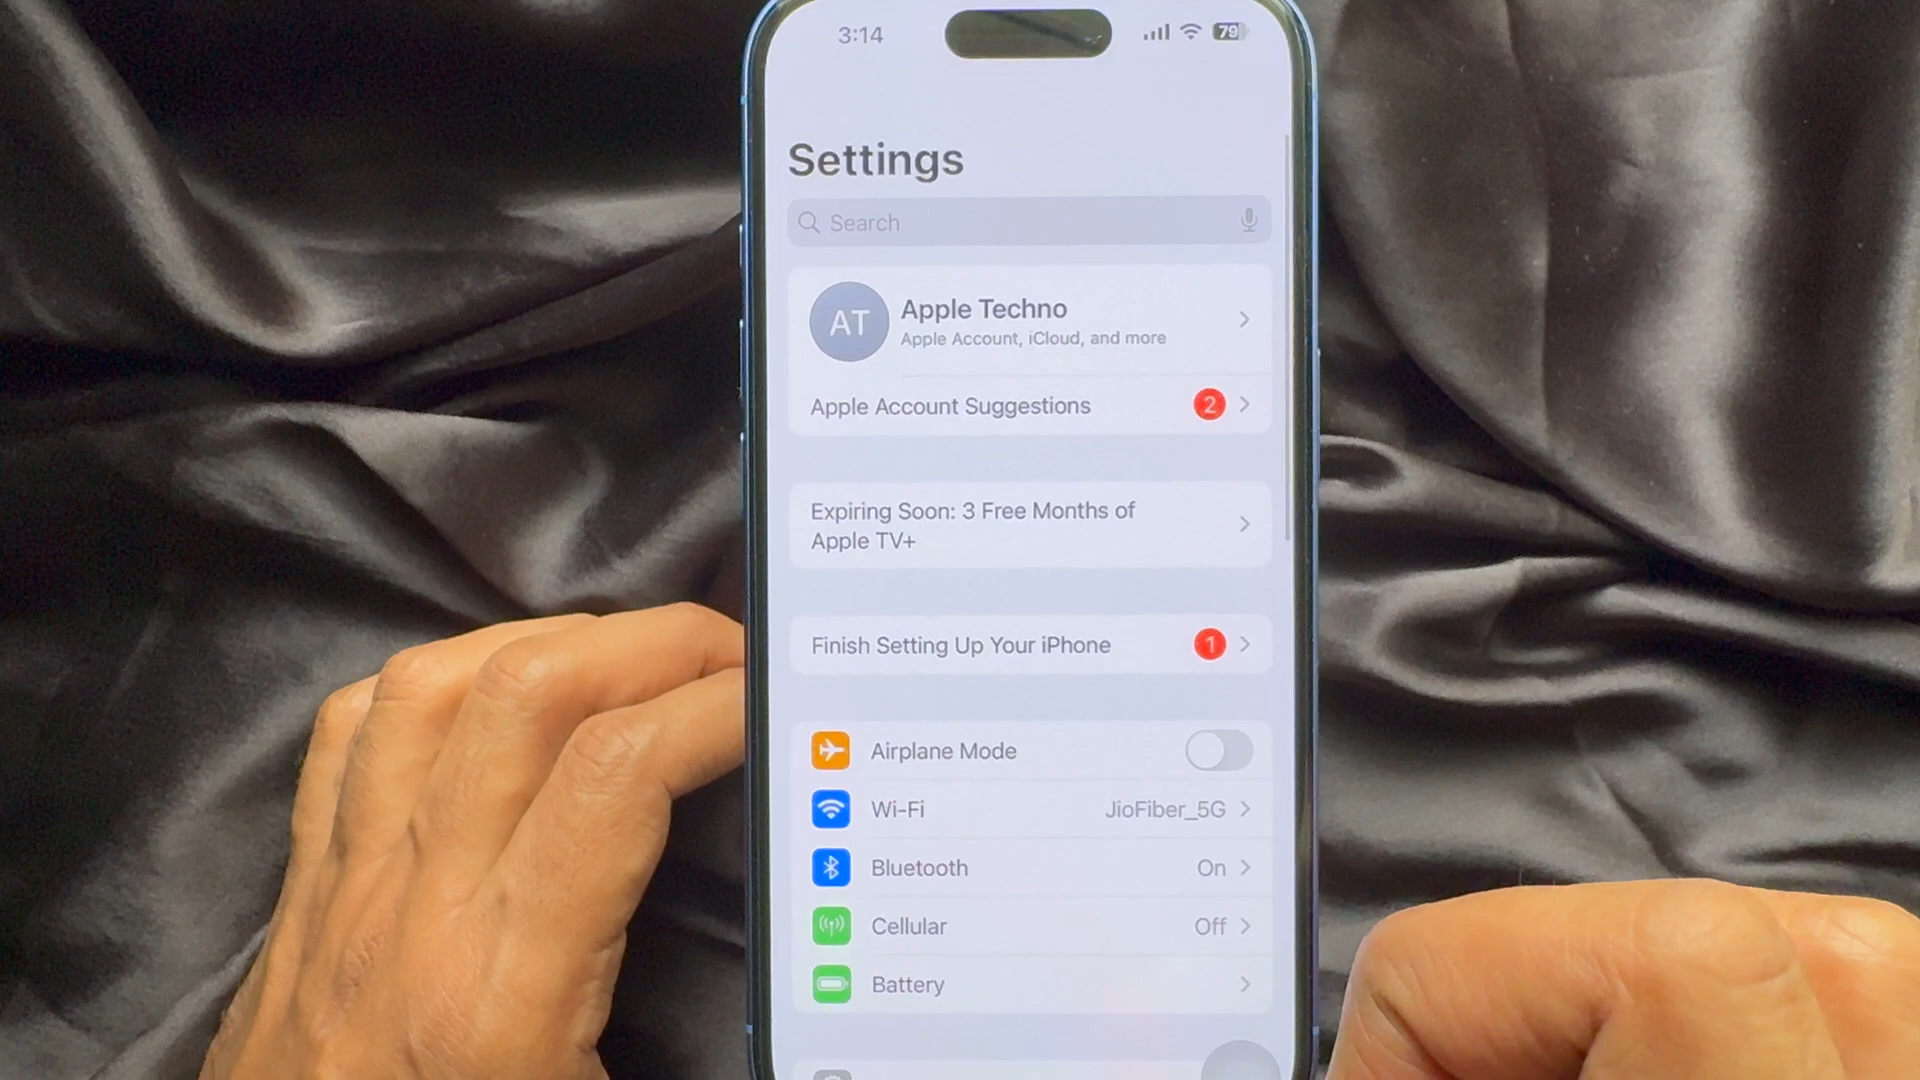 3:14
79
Settings
Search
AT
Apple Techno
Apple Account, iCloud, and more
Apple Account Suggestions
2
Expiring Soon: 3 Free Months of
Apple TV+
Finish Setting Up Your iPhone
1
Airplane Mode
Wi-Fi
JioFiber_5G
Bluetooth
On
Cellular
Off
Battery